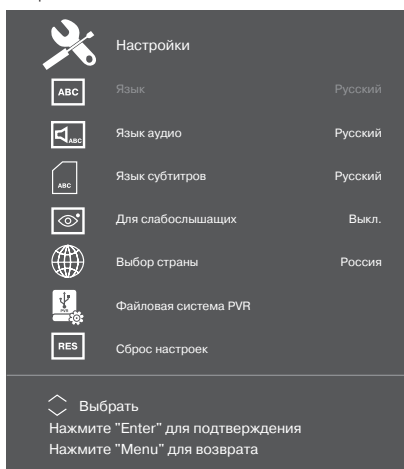 Настройки
ABC Язык Русский
ABC Язык аудио Русский
ABC Язык субтитров Русский
Для слабослышащих Выкл.
Выбор страны Россия
PVR Файловая система PVR
RES Сброс настроек
Выбрать
Нажмите "Enter" для подтверждения
Нажмите "Menu" для возврата